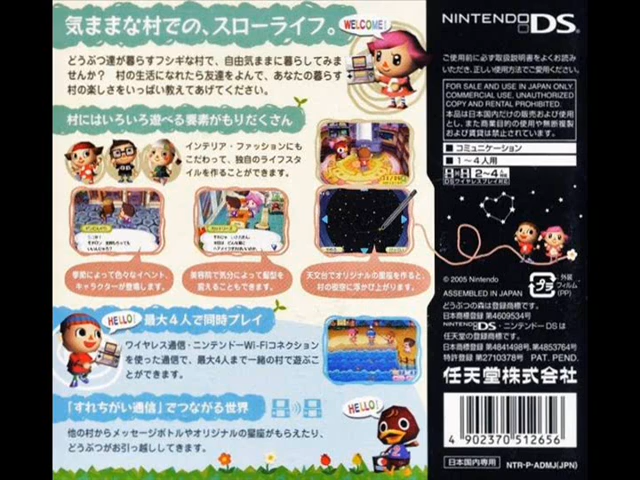 気ままな村での、スローライフ。
WELCOME!
どうぶつ達が暮らすフシギな村で、自由気ままに暮らしてみま
せんか？ 村の生活になれたら友達をよんで、あなたの暮らす
村の楽しさをいっぱい教えてあげてください。
村にはいろいろ遊べる要素がもりだくさん
インテリア・ファッションにも
こだわって、独自のライフスタ
イルを作ることができます。
季節によって色々なイベント、
キャラクターが登場します。
美容院で気分によって髪型を
変えることもできます。
天文台でオリジナルの星座を作ると、
村の夜空に浮かび上がります。
HELLO!
最大4人で同時プレイ
ワイヤレス通信・ニンテンドーWi-Fiコネクション
を使った通信で、最大4人まで一緒の村で遊ぶこ
とができます。
「すれちがい通信」でつながる世界
HELLO!
他の村からメッセージボトルやオリジナルの星座がもらえたり、
どうぶつがお引っ越ししてきます。
NINTENDO DS
ご使用前に必ず取扱説明書をよくお読み
いただき、正しい使用方法でご愛用ください。
FOR SALE AND USE IN JAPAN ONLY.
COMMERCIAL USE, UNAUTHORIZED
COPY AND RENTAL PROHIBITED.
本品は日本国内だけの販売および使用
とし、また商業目的の使用や無断複製
および賃貸は禁止されています。
コミュニケーション
1～4人用
2～4人
DSワイヤレスプレイ対応
© 2005 Nintendo
ASSEMBLED IN JAPAN
プラ
外箱
フィルム
(PP)
どうぶつの森は登録商標です。
日本商標登録 第4609534号
NINTENDO DS・ニンテンドーDSは
任天堂の登録商標です。
日本商標登録 第4841498号、第4853764号
特許登録 第2710378号 PAT. PEND.
任天堂株式会社
4 902370 512656
日本国内専用
NTR-P-ADMJ(JPN)